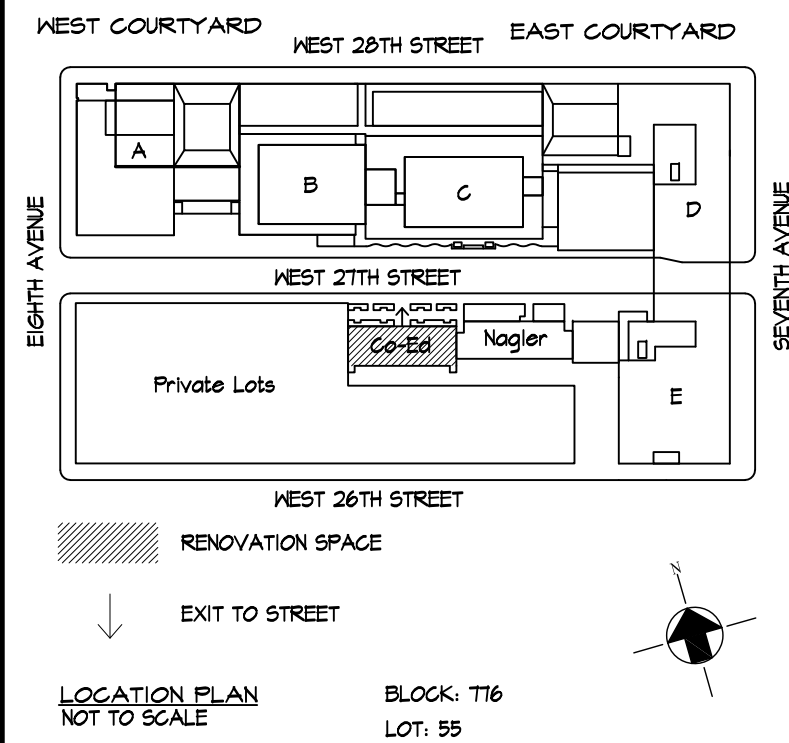 WEST COURTYARD
WEST 28TH STREET
EAST COURTYARD
A
B
C
D
EIGHTH AVENUE
SEVENTH AVENUE
WEST 27TH STREET
Co-Ed
Nagler
Private Lots
E
WEST 26TH STREET
RENOVATION SPACE
N
EXIT TO STREET
LOCATION PLAN
NOT TO SCALE
BLOCK: 776
LOT: 55